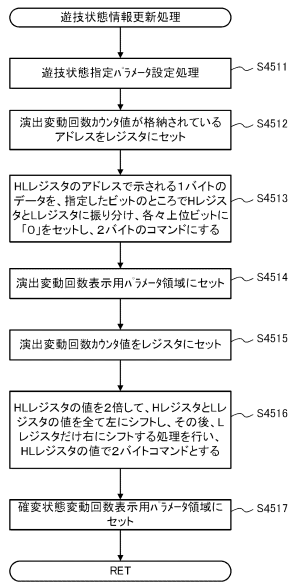 遊技状態情報更新処理
遊技状態指定パラメータ設定処理
S4511
演出変動回数カウンタ値が格納されている
アドレスをレジスタにセット
S4512
HLレジスタのアドレスで示される1バイトの
データを、指定したビットのところでHレジス
タとLレジスタに振り分け、各々上位ビットに
「0」をセットし、2バイトのコマンドにする
S4513
演出変動回数表示用パラメータ領域にセット
S4514
演出変動回数カウンタ値をレジスタにセット
S4515
HLレジスタの値を2倍して、HレジスタとLレ
ジスタの値を全て左にシフトし、その後、L
レジスタだけ右にシフトする処理を行い、
HLレジスタの値で2バイトコマンドとする
S4516
確変状態変動回数表示用パラメータ領域に
セット
S4517
RET